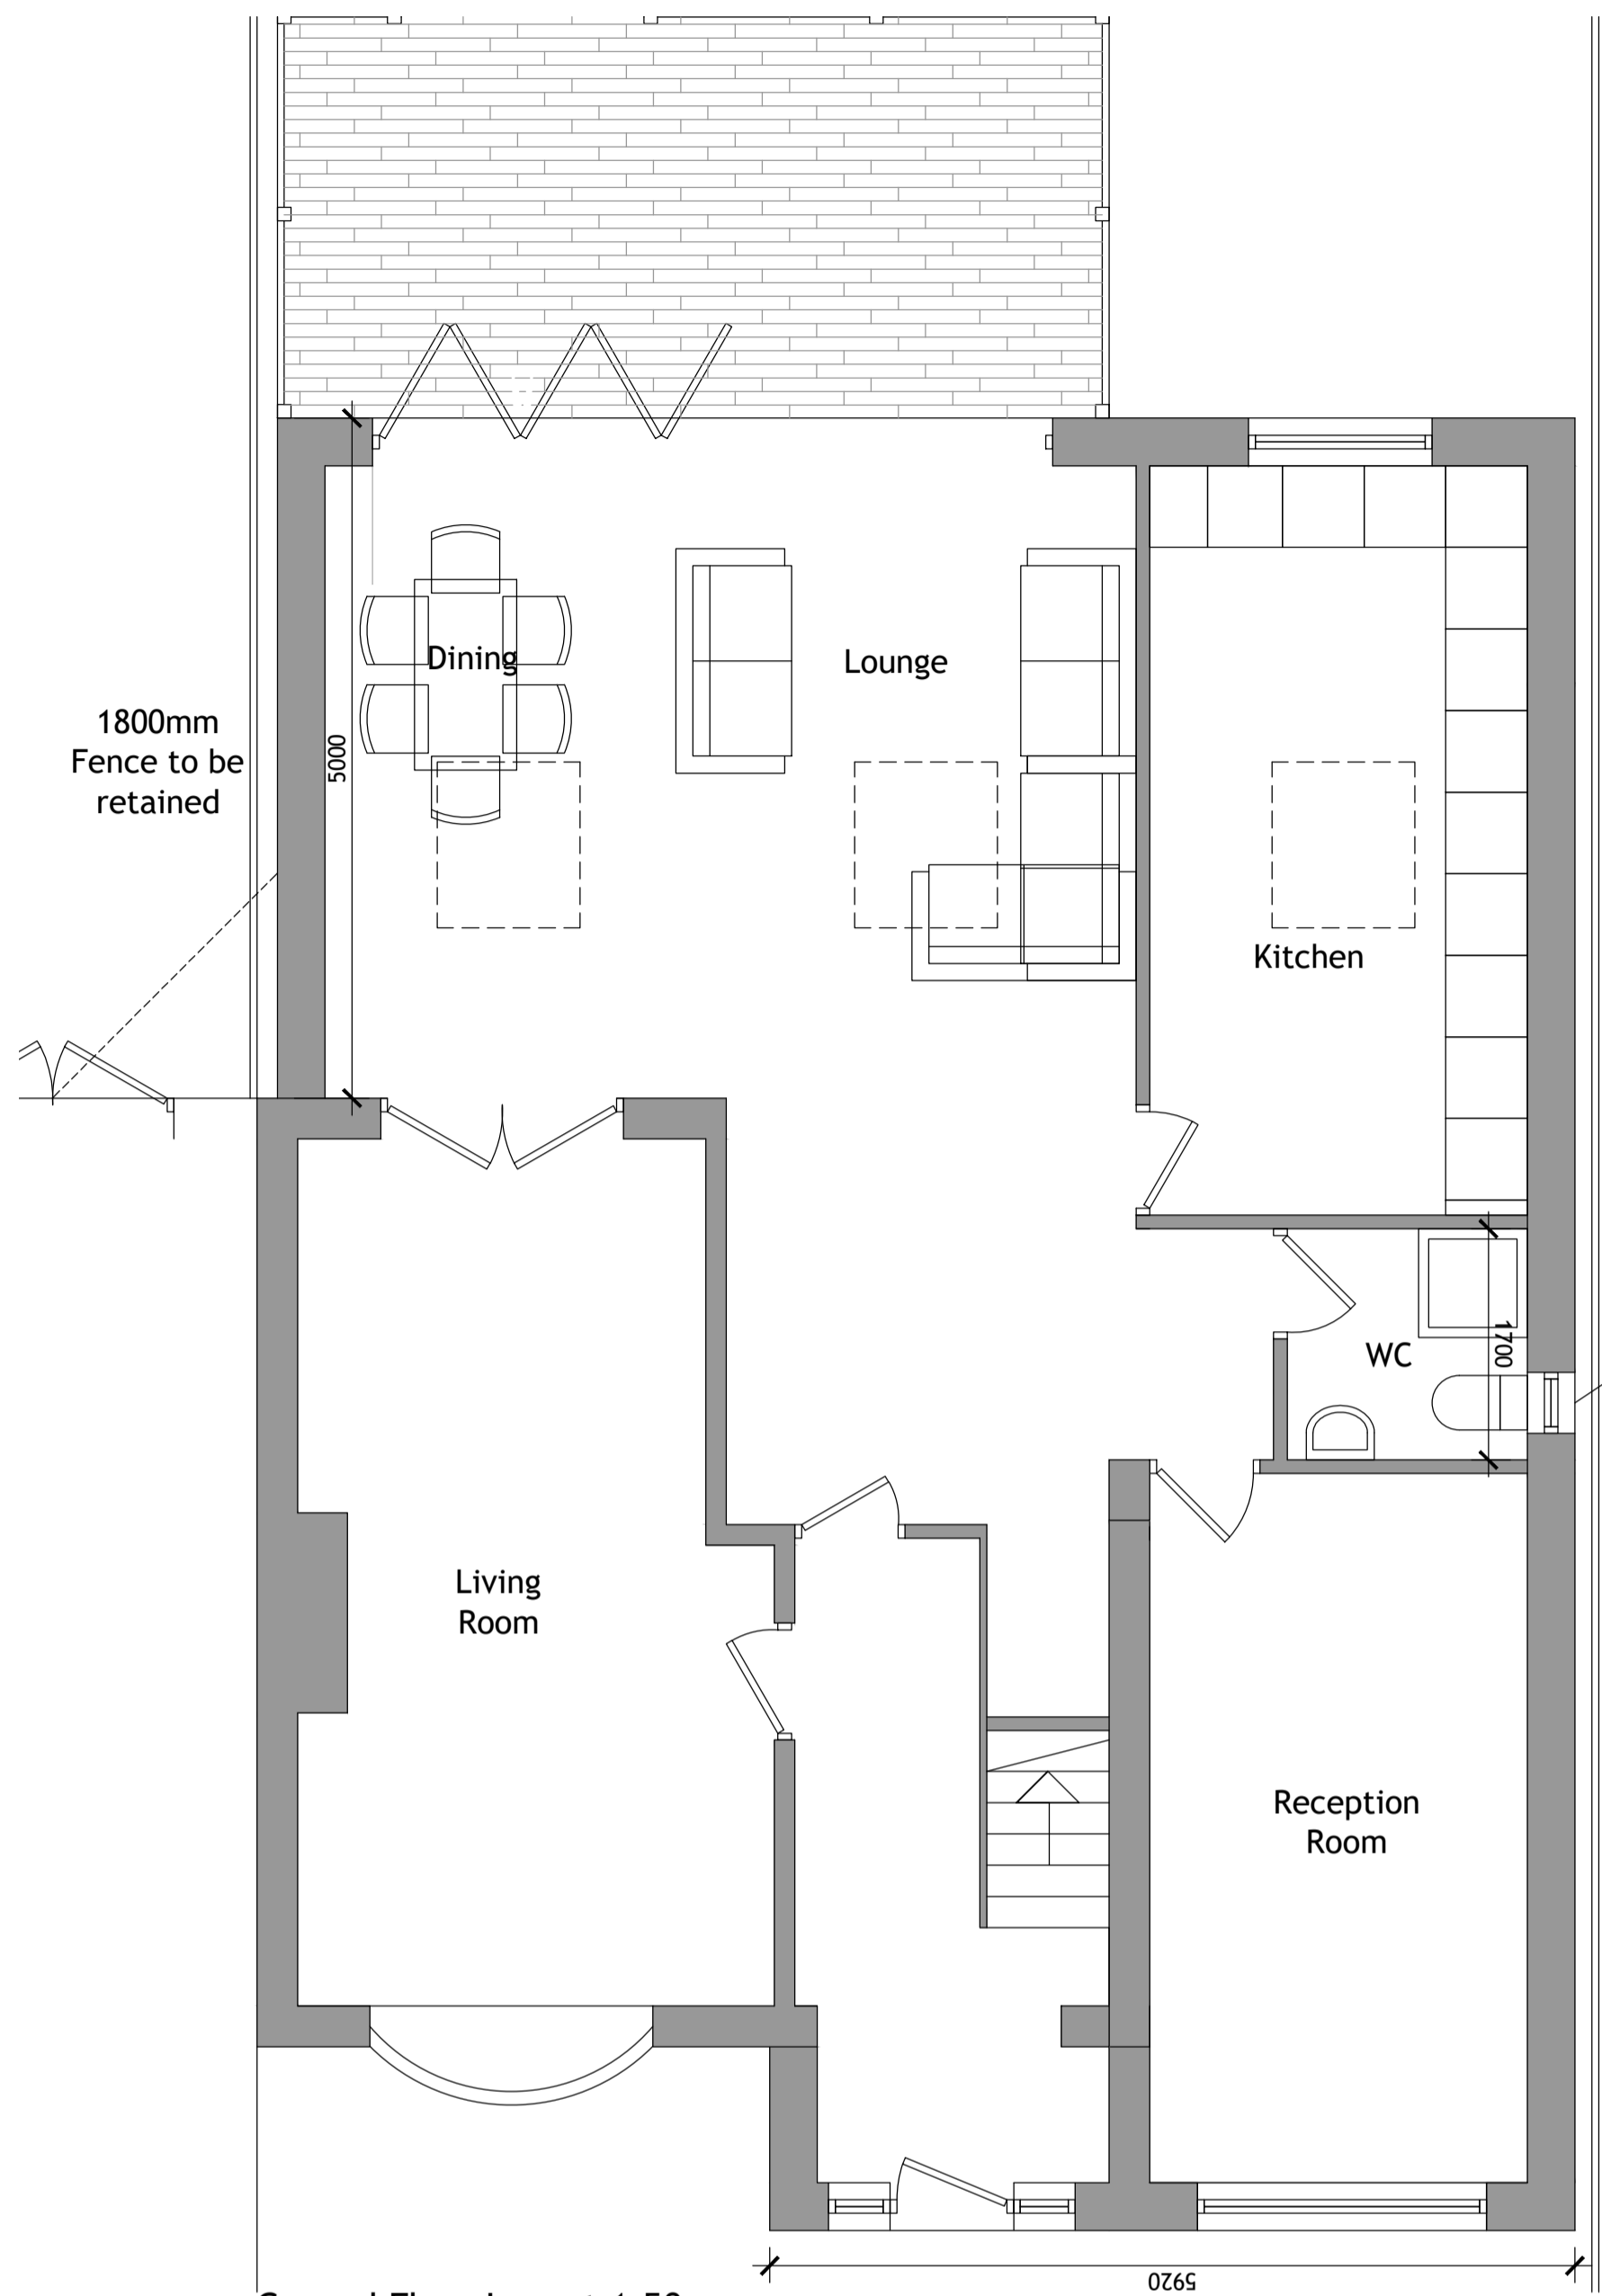 Dining
Lounge
1800mm
Fence to be
retained
5000
Kitchen
1700
WC
Living
Room
Reception
Room
5920